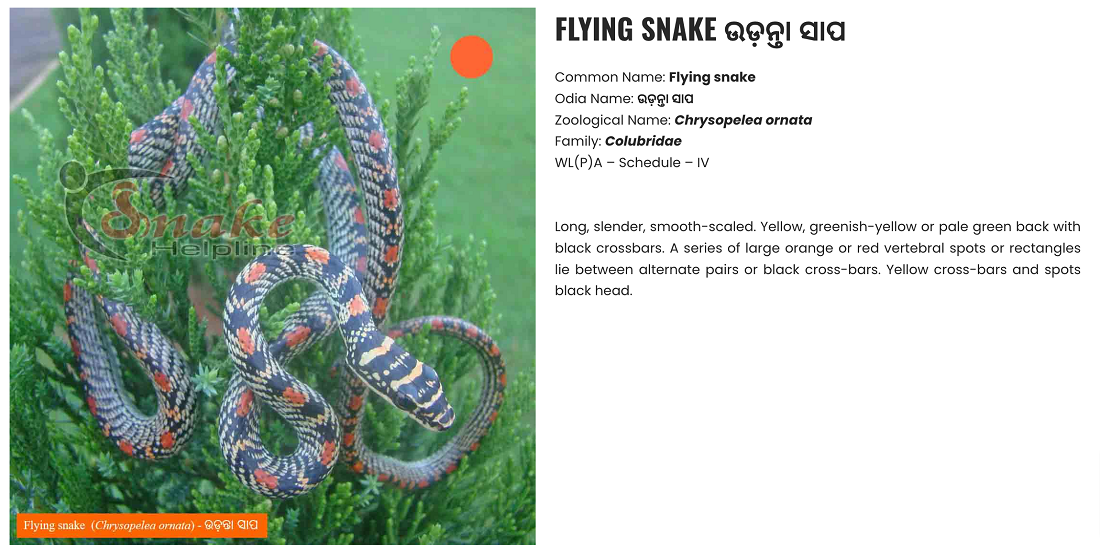 FLYING SNAKE ଉଡ଼ନ୍ତା ସାପ
Common Name: Flying snake
Odia Name: ଉଡ଼ନ୍ତା ସାପ
Zoological Name: Chrysopelea ornata
Family: Colubridae
WL(P)A – Schedule – IV
Long, slender, smooth-scaled. Yellow, greenish-yellow or pale green back with
black crossbars. A series of large orange or red vertebral spots or rectangles
lie between alternate pairs or black cross-bars. Yellow cross-bars and spots
black head.
Snake
Helpline
Flying snake (Chrysopelea ornata) - ଉଡ଼ନ୍ତା ସାପ